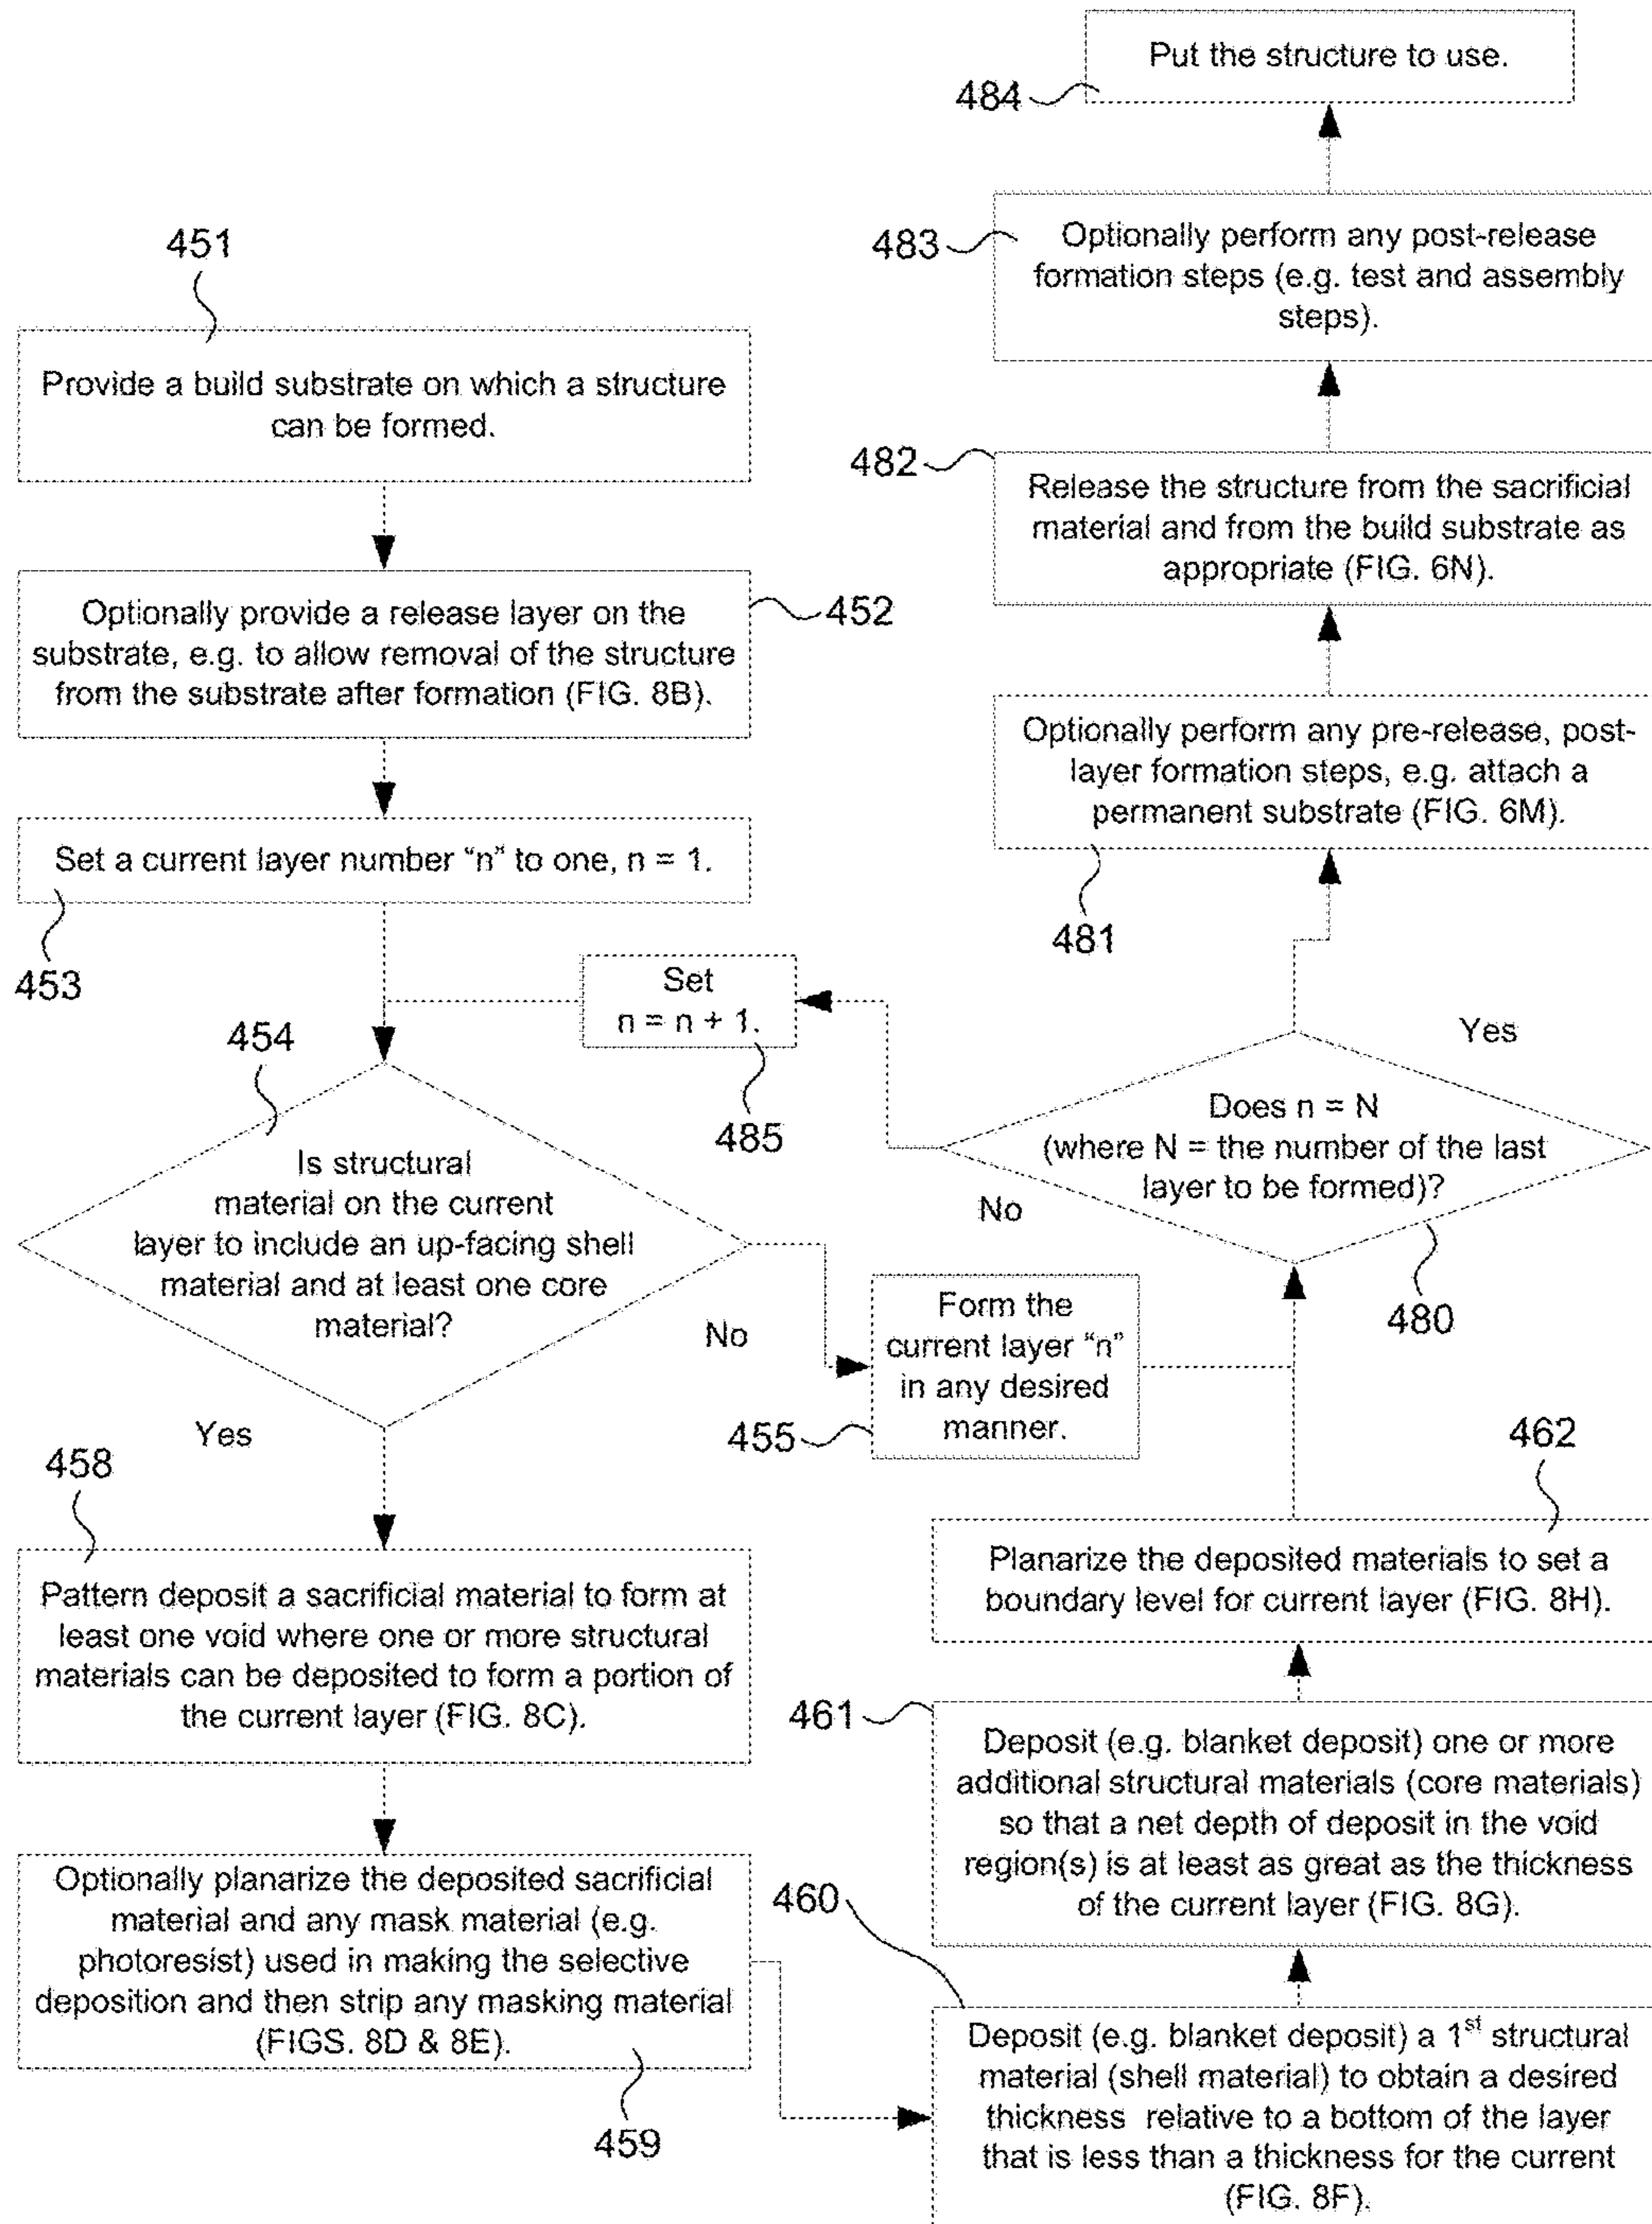 451
Provide a build substrate on which a structure
can be formed.
Optionally provide a release layer on the
substrate, e.g. to allow removal of the structure
from the substrate after formation (FIG. 8B).
452
Set a current layer number “n” to one, n = 1.
453
454
Is structural
material on the current
layer to include an up-facing shell
material and at least one core
material?
No
Yes
Form the
current layer “n”
in any desired
manner.
455
458
Pattern deposit a sacrificial material to form at
least one void where one or more structural
materials can be deposited to form a portion of
the current layer (FIG. 8C).
Optionally planarize the deposited sacrificial
material and any mask material (e.g.
photoresist) used in making the selective
deposition and then strip any masking material
(FIGS. 8D & 8E).
459
460
Deposit (e.g. blanket deposit) a 1st structural
material (shell material) to obtain a desired
thickness relative to a bottom of the layer
that is less than a thickness for the current
(FIG. 8F).
461
Deposit (e.g. blanket deposit) one or more
additional structural materials (core materials)
so that a net depth of deposit in the void
region(s) is at least as great as the thickness
of the current layer (FIG. 8G).
462
Planarize the deposited materials to set a
boundary level for current layer (FIG. 8H).
Does n = N
(where N = the number of the last
layer to be formed)?
480
No
Yes
Set
n = n + 1.
485
Optionally perform any pre-release, post-
layer formation steps, e.g. attach a
permanent substrate (FIG. 6M).
481
482
Release the structure from the sacrificial
material and from the build substrate as
appropriate (FIG. 6N).
483
Optionally perform any post-release
formation steps (e.g. test and assembly
steps).
484
Put the structure to use.